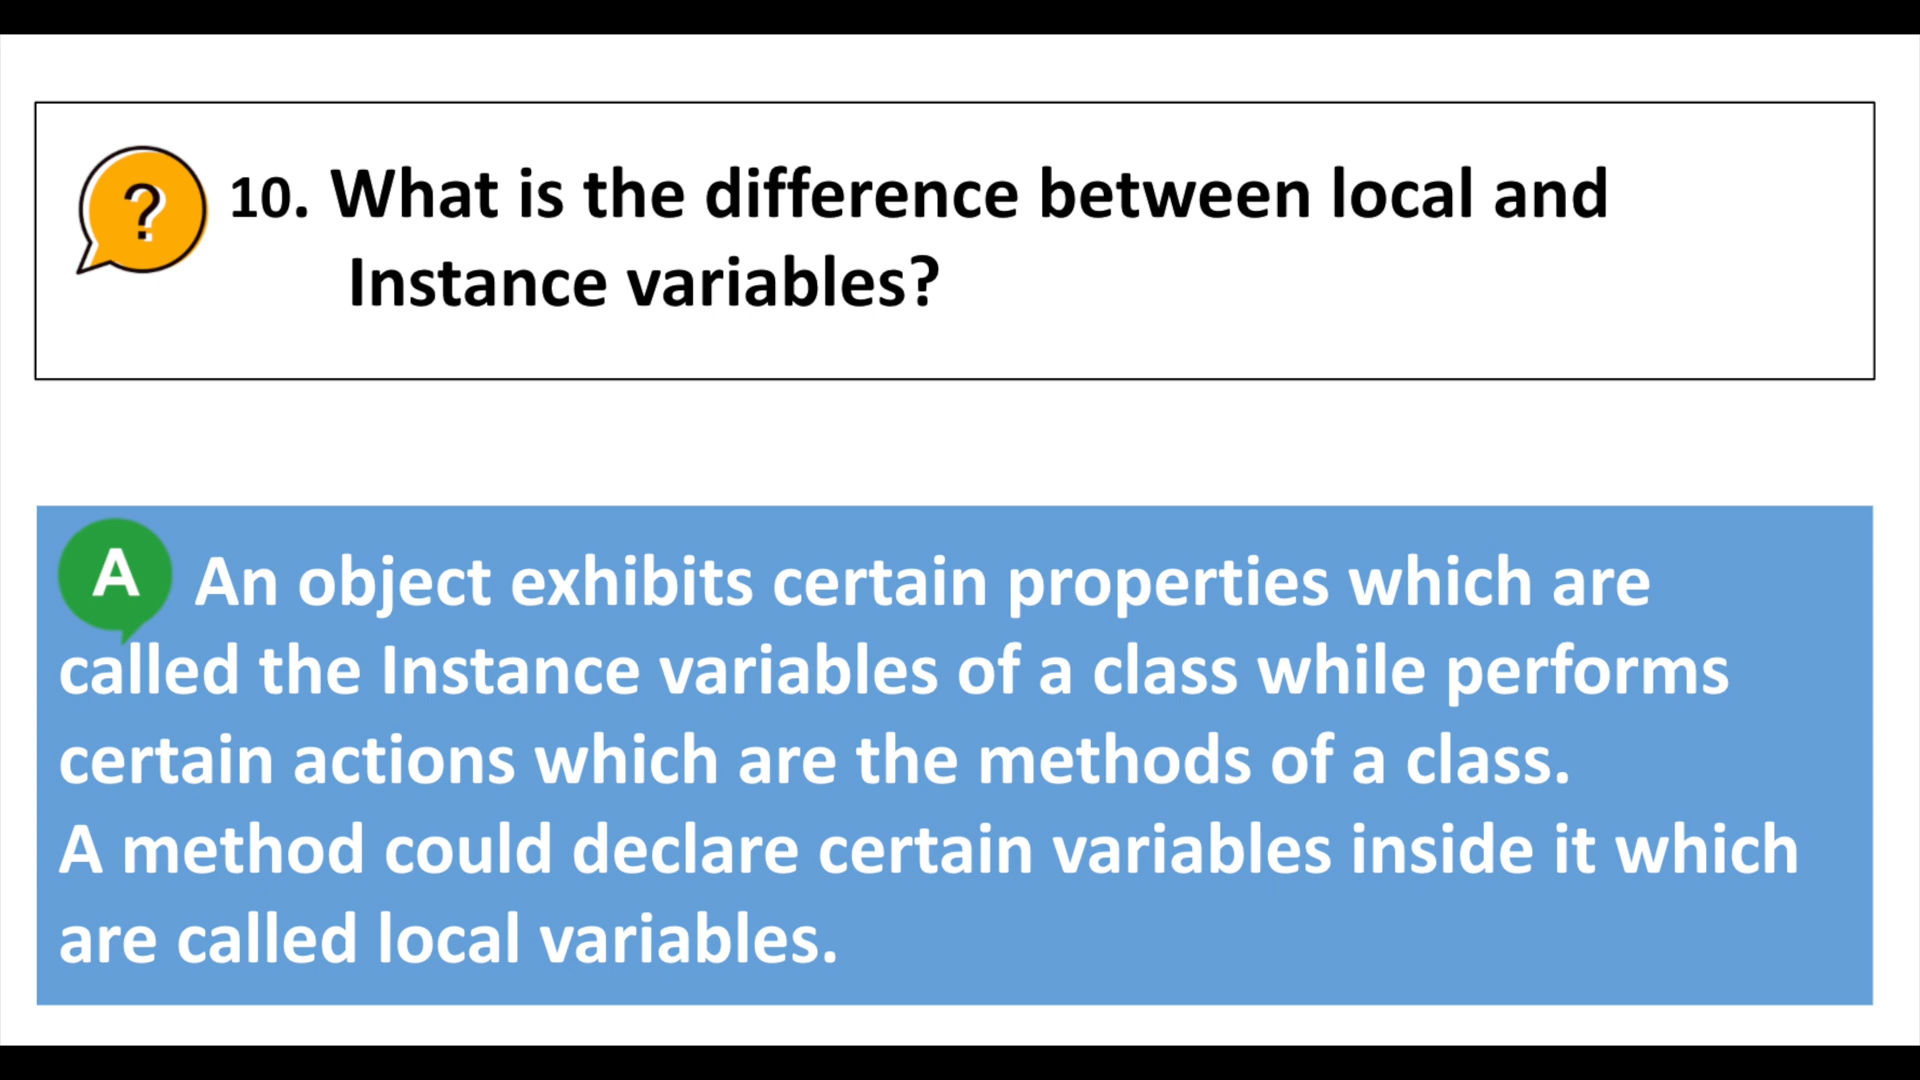 ?
10. What is the difference between local and
Instance variables?
A
An object exhibits certain properties which are
called the Instance variables of a class while performs
certain actions which are the methods of a class.
A method could declare certain variables inside it which
are called local variables.